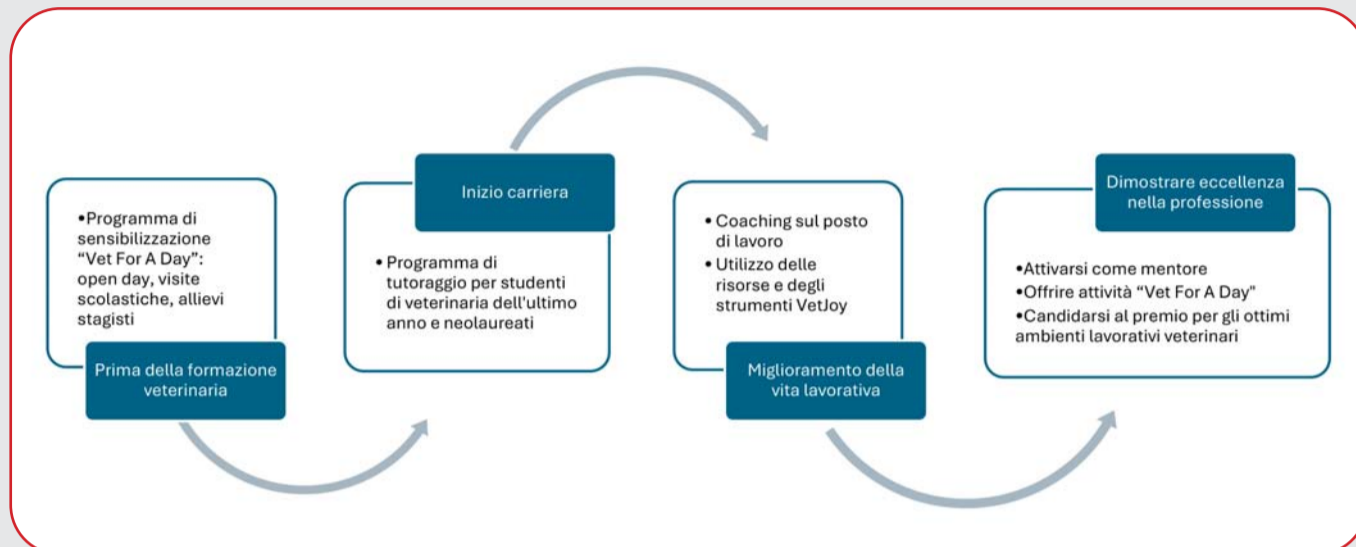 •Programma di
sensibilizzazione
“Vet For A Day”:
open day, visite
scolastiche, allievi
stagisti
Prima della formazione
veterinaria
Inizio carriera
• Programma di
tutoraggio per studenti
di veterinaria dell'ultimo
anno e neolaureati
• Coaching sul posto
di lavoro
• Utilizzo delle
risorse e degli
strumenti VetJoy
Miglioramento della
vita lavorativa
Dimostrare eccellenza
nella professione
•Attivarsi come mentore
•Offrire attività “Vet For A Day"
•Candidarsi al premio per gli ottimi
ambienti lavorativi veterinari